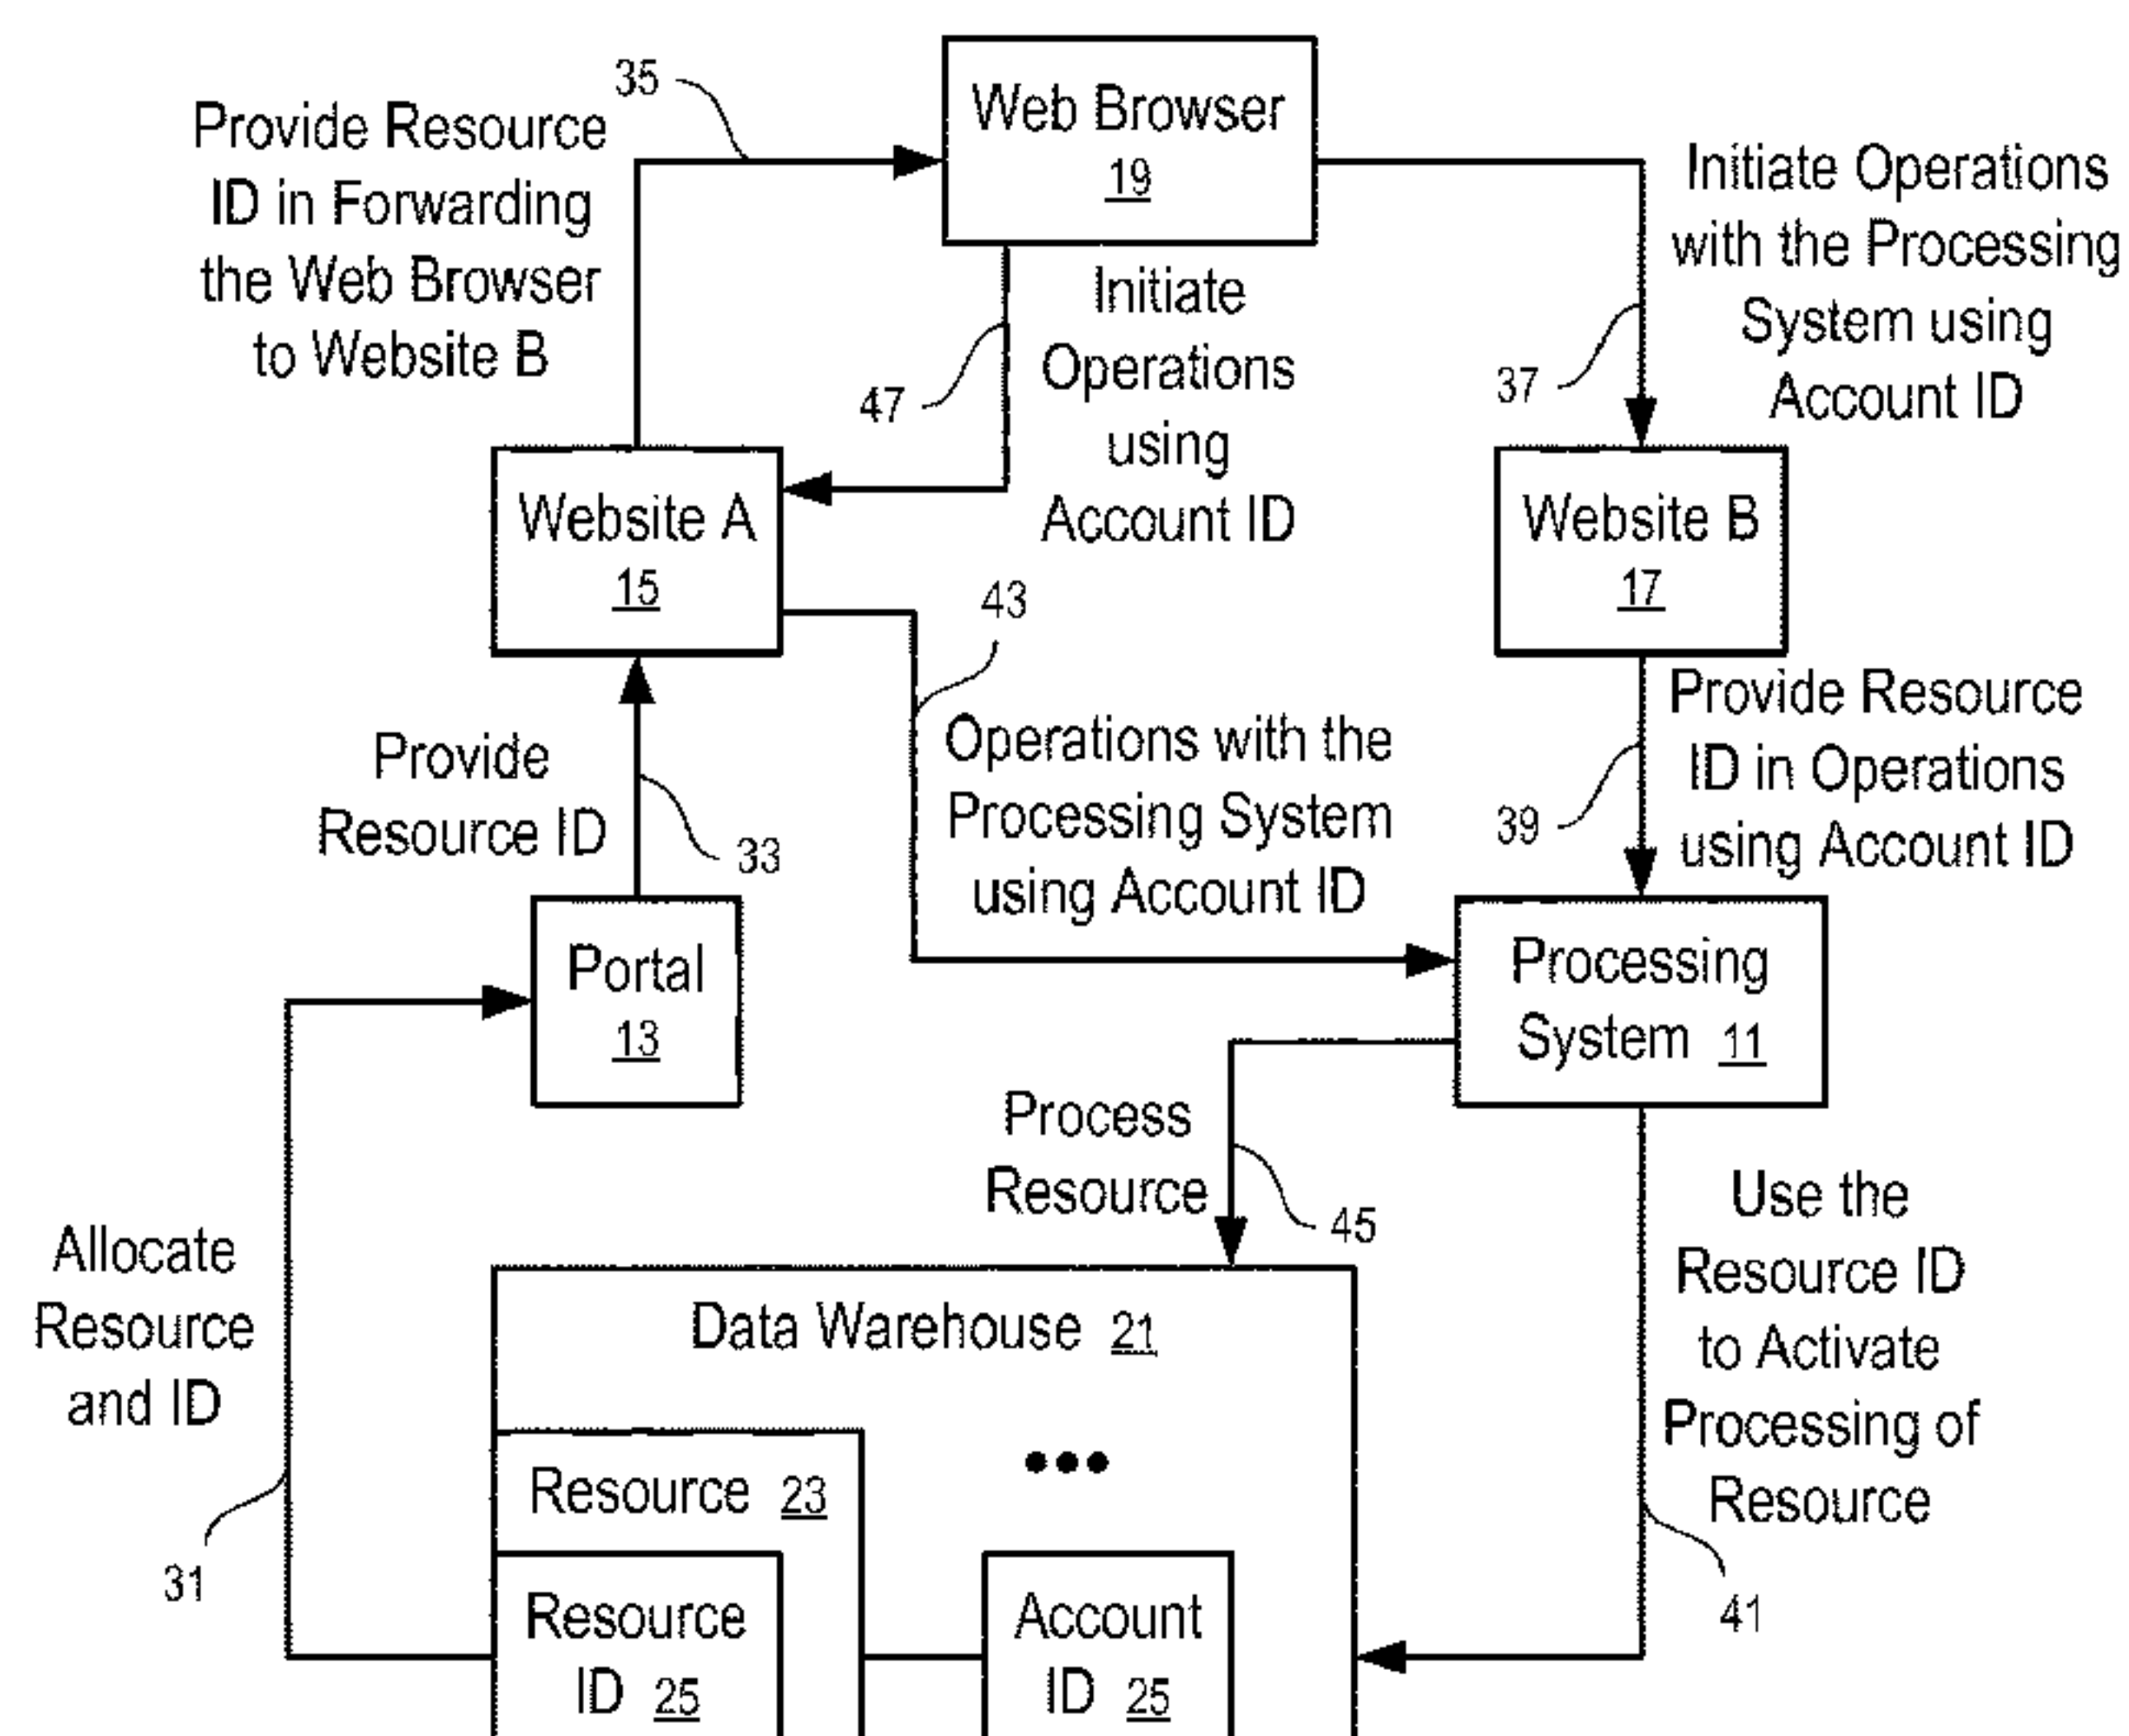 35
Web Browser
19
Provide Resource
ID in Forwarding
the Web Browser
to Website B
Initiate Operations
with the Processing
System using
Account ID
37
Initiate
Operations
using
Account ID
47
Website A
15
Website B
17
43
Provide
Resource ID
33
Operations with the
Processing System
using Account ID
Provide Resource
ID in Operations
using Account ID
39
Portal
13
Processing
System 11
Process
Resource
45
Allocate
Resource
and ID
31
Use the
Resource ID
to Activate
Processing of
Resource
41
Data Warehouse 21
•••
Resource 23
Resource
ID 25
Account
ID 25